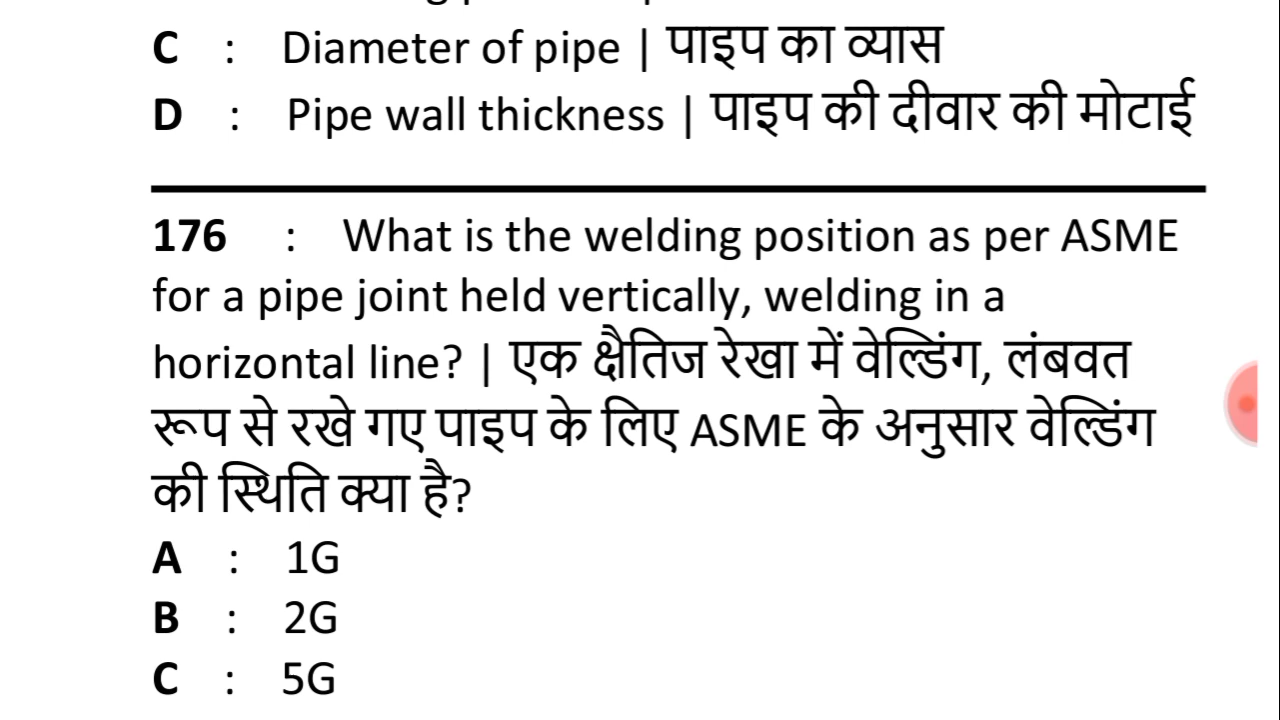 C : Diameter of pipe | पाइप का व्यास
D : Pipe wall thickness | पाइप की दीवार की मोटाई
176 : What is the welding position as per ASME
for a pipe joint held vertically, welding in a
horizontal line? | एक क्षैतिज रेखा में वेल्डिंग, लंबवत
रूप से रखे गए पाइप के लिए ASME के अनुसार वेल्डिंग
की स्थिति क्या है?
A : 1G
B : 2G
C : 5G